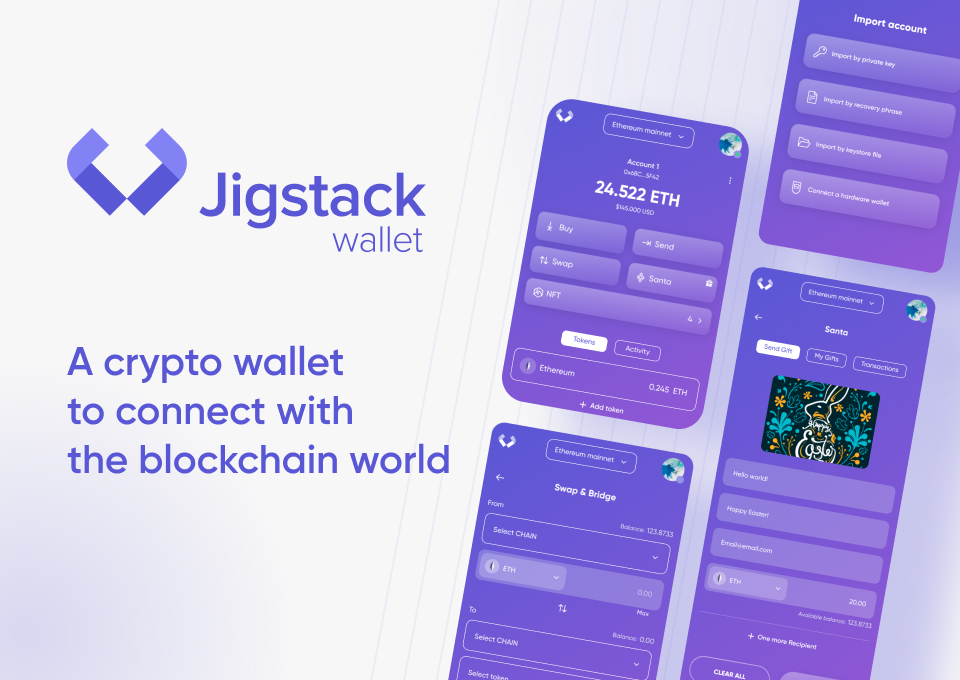 Jigstack
wallet
A crypto wallet
to connect with
the blockchain world
Ethereum mainnet
Account 1
0x68C...5F42
24.522 ETH
$145.000 USD
Buy
Send
Swap
Santa
NFT
4
Tokens
Activity
Ethereum
0.245 ETH
+ Add token
Import account
Import by private key
Import by recovery phrase
Import by keystore file
Connect a hardware wallet
Ethereum mainnet
Swap & Bridge
From
Balance: 123.8733
Select CHAIN
ETH
0.00
Max
To
Balance: 0.00
Select CHAIN
Select token
Ethereum mainnet
Santa
Send Gift
My Gifts
Transactions
Happy
Easter
Hello world!
Happy Easter!
Email@email.com
ETH
20.00
Available balance: 123.8733
+ One more Recipient
CLEAR ALL